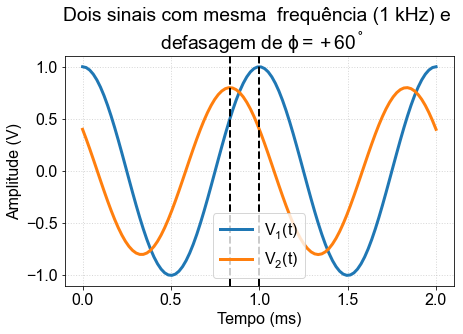 Dois sinais com mesma  frequência (1 kHz) e
defasagem de ϕ = +60°
Amplitude (V)
1.0
0.5
0.0
−0.5
−1.0
V₁(t)
V₂(t)
0.0 0.5 1.0 1.5 2.0
Tempo (ms)